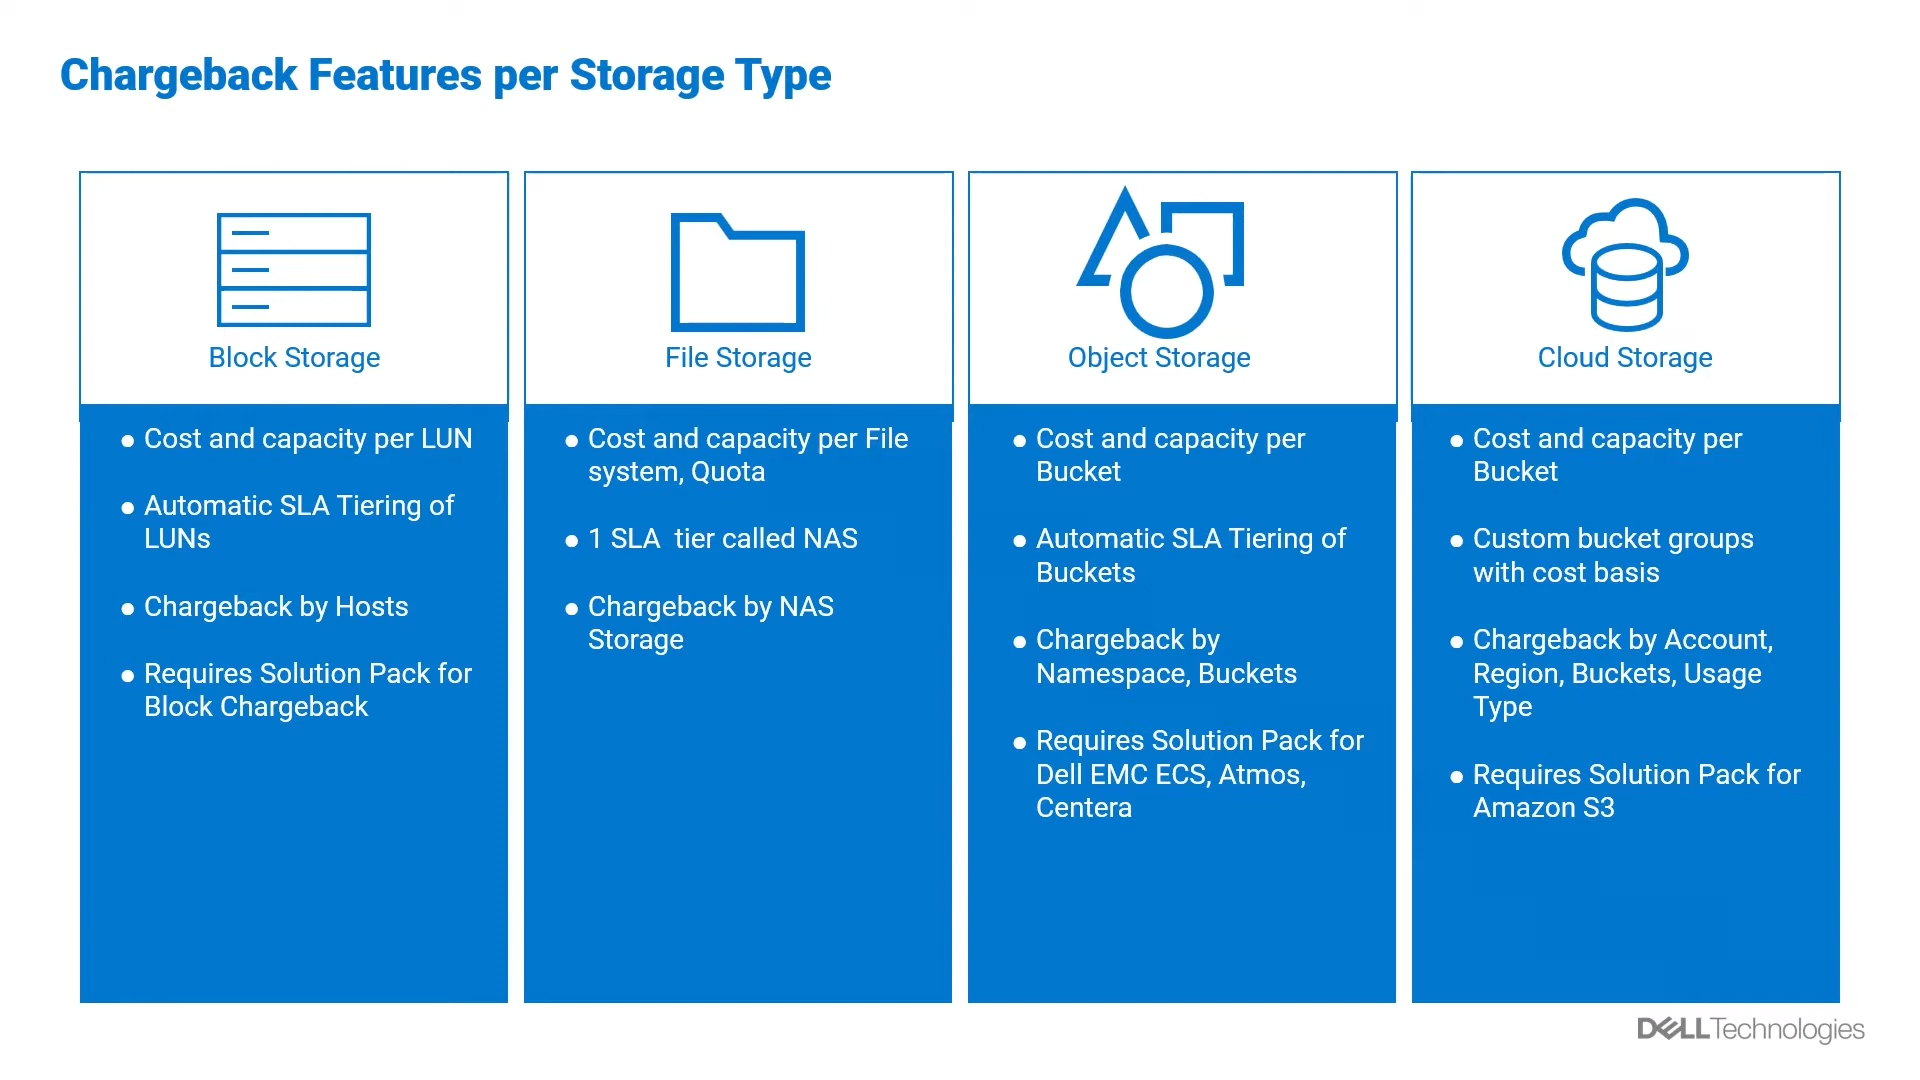 Chargeback Features per Storage Type
Block Storage
● Cost and capacity per LUN
● Automatic SLA Tiering of
LUNs
● Chargeback by Hosts
● Requires Solution Pack for
Block Chargeback
File Storage
● Cost and capacity per File
system, Quota
● 1 SLA  tier called NAS
● Chargeback by NAS
Storage
Object Storage
● Cost and capacity per
Bucket
● Automatic SLA Tiering of
Buckets
● Chargeback by
Namespace, Buckets
● Requires Solution Pack for
Dell EMC ECS, Atmos,
Centera
Cloud Storage
● Cost and capacity per
Bucket
● Custom bucket groups
with cost basis
● Chargeback by Account,
Region, Buckets, Usage
Type
● Requires Solution Pack for
Amazon S3
DELLTechnologies